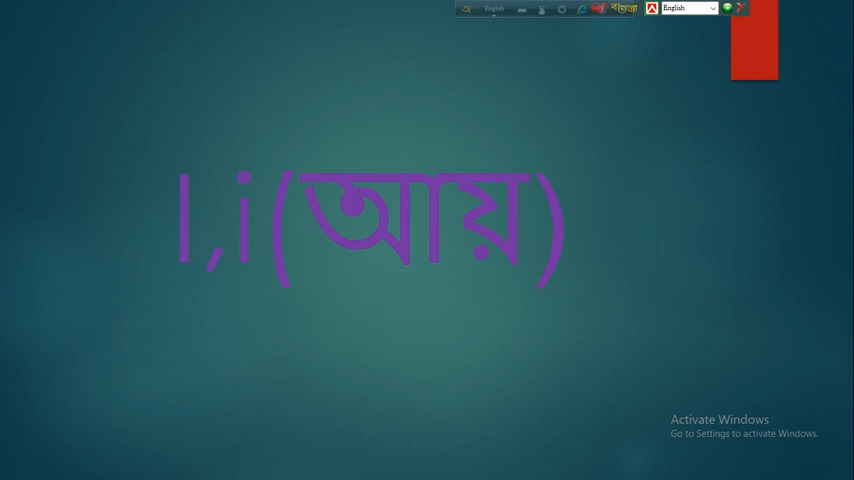 English
English
I,i(আয়)
Activate Windows
Go to Settings to activate Windows.